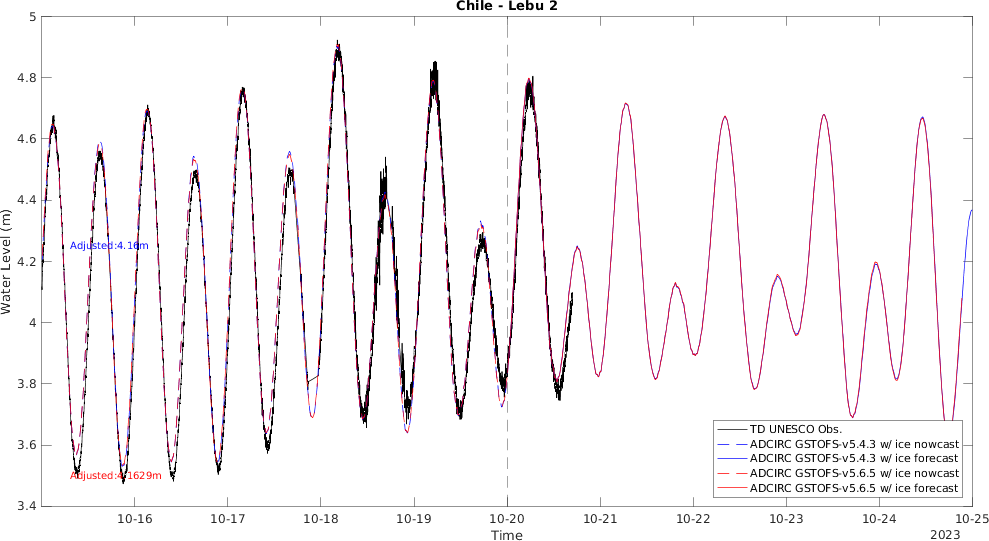 Chile - Lebu 2
Water Level (m)
5
4.8
4.6
4.4
4.2
4
3.8
3.6
3.4
Adjusted:4.16m
Adjusted:4.1629m
TD UNESCO Obs.
ADCIRC GSTOFS-v5.4.3 w/ ice nowcast
ADCIRC GSTOFS-v5.4.3 w/ ice forecast
ADCIRC GSTOFS-v5.6.5 w/ ice nowcast
ADCIRC GSTOFS-v5.6.5 w/ ice forecast
10-16 10-17 10-18 10-19 10-20 10-21 10-22 10-23 10-24 10-25
Time
2023